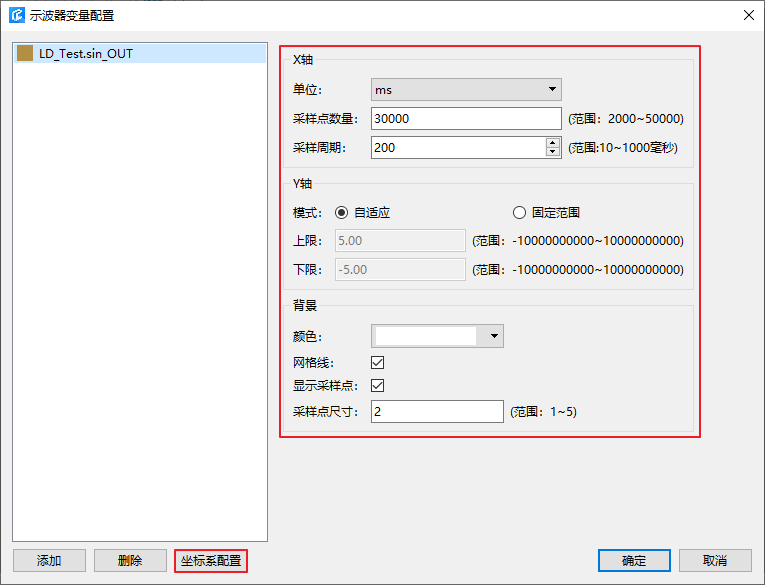 示波器变量配置
LD_Test.sin_OUT
X轴
单位： ms
采样点数量： 30000 (范围：2000~50000)
采样周期： 200 (范围:10~1000毫秒)
Y轴
模式： 自适应 固定范围
上限： 5.00 (范围：-10000000000~10000000000)
下限： -5.00 (范围：-10000000000~10000000000)
背景
颜色：
网格线：
显示采样点：
采样点尺寸： 2 (范围：1~5)
添加 删除 坐标系配置 确定 取消